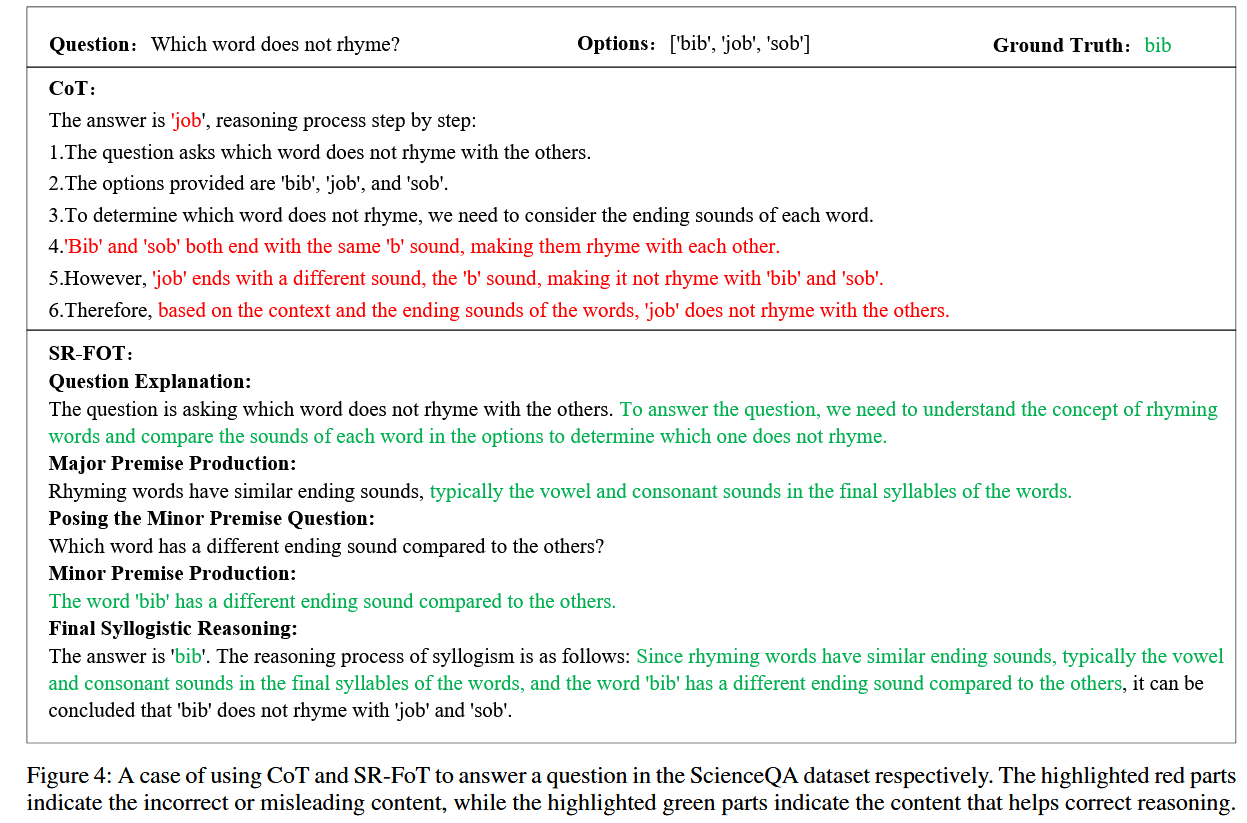 Question: Which word does not rhyme? Options: ['bib', 'job', 'sob'] Ground Truth: bib
CoT:
The answer is 'job', reasoning process step by step:
1.The question asks which word does not rhyme with the others.
2.The options provided are 'bib', 'job', and 'sob'.
3.To determine which word does not rhyme, we need to consider the ending sounds of each word.
4.'Bib' and 'sob' both end with the same 'b' sound, making them rhyme with each other.
5.However, 'job' ends with a different sound, the 'b' sound, making it not rhyme with 'bib' and 'sob'.
6.Therefore, based on the context and the ending sounds of the words, 'job' does not rhyme with the others.
SR-FOT:
Question Explanation:
The question is asking which word does not rhyme with the others. To answer the question, we need to understand the concept of rhyming
words and compare the sounds of each word in the options to determine which one does not rhyme.
Major Premise Production:
Rhyming words have similar ending sounds, typically the vowel and consonant sounds in the final syllables of the words.
Posing the Minor Premise Question:
Which word has a different ending sound compared to the others?
Minor Premise Production:
The word 'bib' has a different ending sound compared to the others.
Final Syllogistic Reasoning:
The answer is 'bib'. The reasoning process of syllogism is as follows: Since rhyming words have similar ending sounds, typically the vowel
and consonant sounds in the final syllables of the words, and the word 'bib' has a different ending sound compared to the others, it can be
concluded that 'bib' does not rhyme with 'job' and 'sob'.
Figure 4: A case of using CoT and SR-FoT to answer a question in the ScienceQA dataset respectively. The highlighted red parts
indicate the incorrect or misleading content, while the highlighted green parts indicate the content that helps correct reasoning.